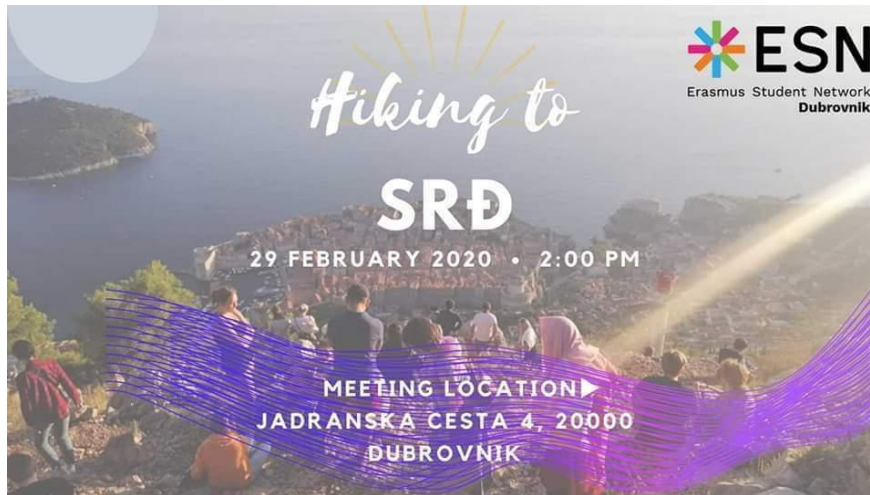 ESN
Erasmus Student Network
Dubrovnik
Hiking to
SRĐ
29 FEBRUARY 2020 • 2:00 PM
MEETING LOCATION▶
JADRANSKA CESTA 4, 20000
DUBROVNIK